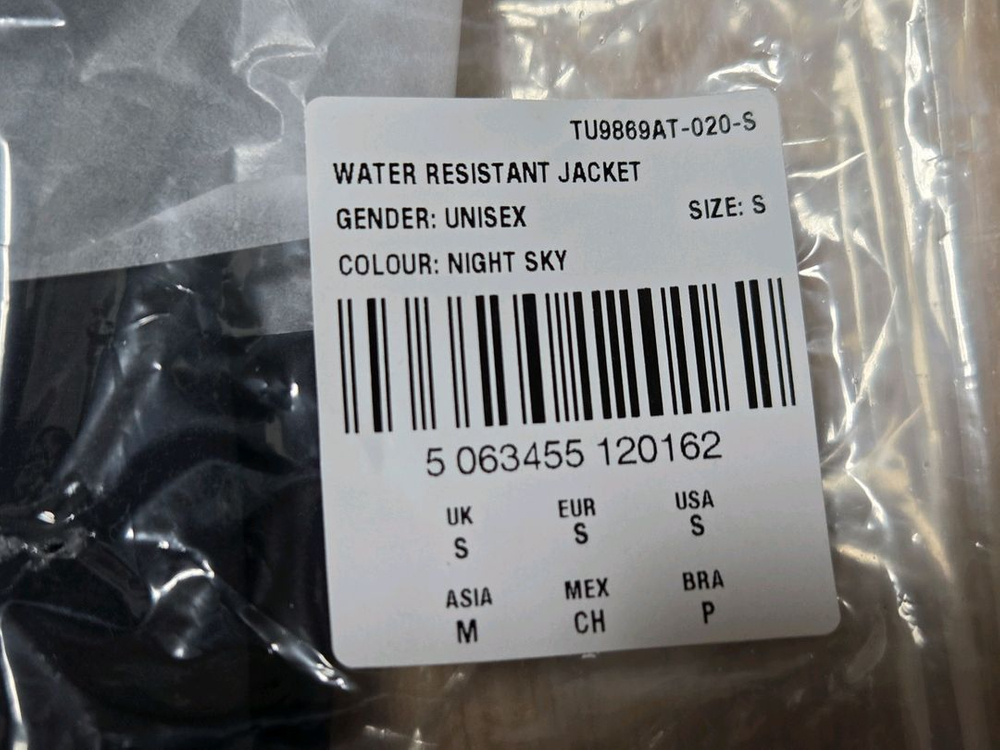 TU9869AT-020-S
WATER RESISTANT JACKET
GENDER: UNISEX SIZE: S
COLOUR: NIGHT SKY
5 063455 120162
UK EUR USA
S S S
ASIA MEX BRA
M CH P